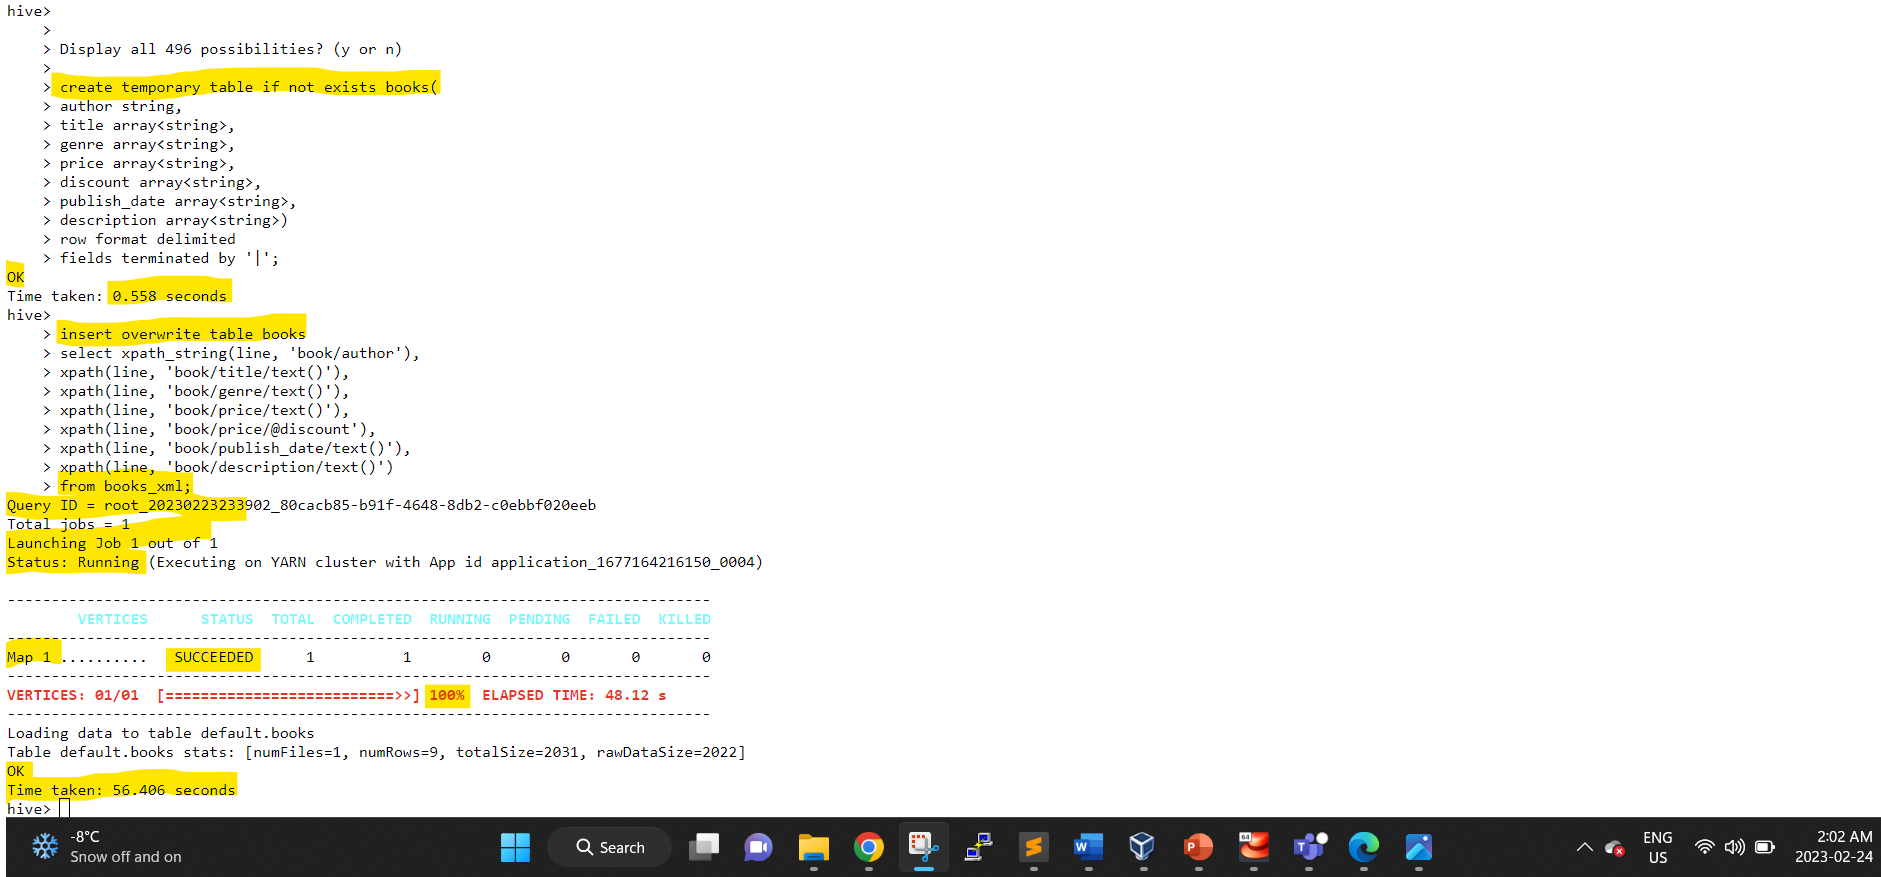 hive>
    >
    > Display all 496 possibilities? (y or n)
    >
    > create temporary table if not exists books(
    > author string,
    > title array<string>,
    > genre array<string>,
    > price array<string>,
    > discount array<string>,
    > publish_date array<string>,
    > description array<string>)
    > row format delimited
    > fields terminated by '|';
OK
Time taken: 0.558 seconds
hive>
    > insert overwrite table books
    > select xpath_string(line, 'book/author'),
    > xpath(line, 'book/title/text()'),
    > xpath(line, 'book/genre/text()'),
    > xpath(line, 'book/price/text()'),
    > xpath(line, 'book/price/@discount'),
    > xpath(line, 'book/publish_date/text()'),
    > xpath(line, 'book/description/text()')
    > from books_xml;
Query ID = root_20230223233902_80cacb85-b91f-4648-8db2-c0ebbf020eeb
Total jobs = 1
Launching Job 1 out of 1
Status: Running (Executing on YARN cluster with App id application_1677164216150_0004)
--------------------------------------------------------------------------------
        VERTICES      STATUS  TOTAL  COMPLETED  RUNNING  PENDING  FAILED  KILLED
--------------------------------------------------------------------------------
Map 1 ..........   SUCCEEDED      1          1        0        0       0       0
--------------------------------------------------------------------------------
VERTICES: 01/01  [==========================>>] 100%  ELAPSED TIME: 48.12 s
--------------------------------------------------------------------------------
Loading data to table default.books
Table default.books stats: [numFiles=1, numRows=9, totalSize=2031, rawDataSize=2022]
OK
Time taken: 56.406 seconds
hive>
-8°C
Snow off and on
Search
W
P
64
T
ENG
US
2:02 AM
2023-02-24